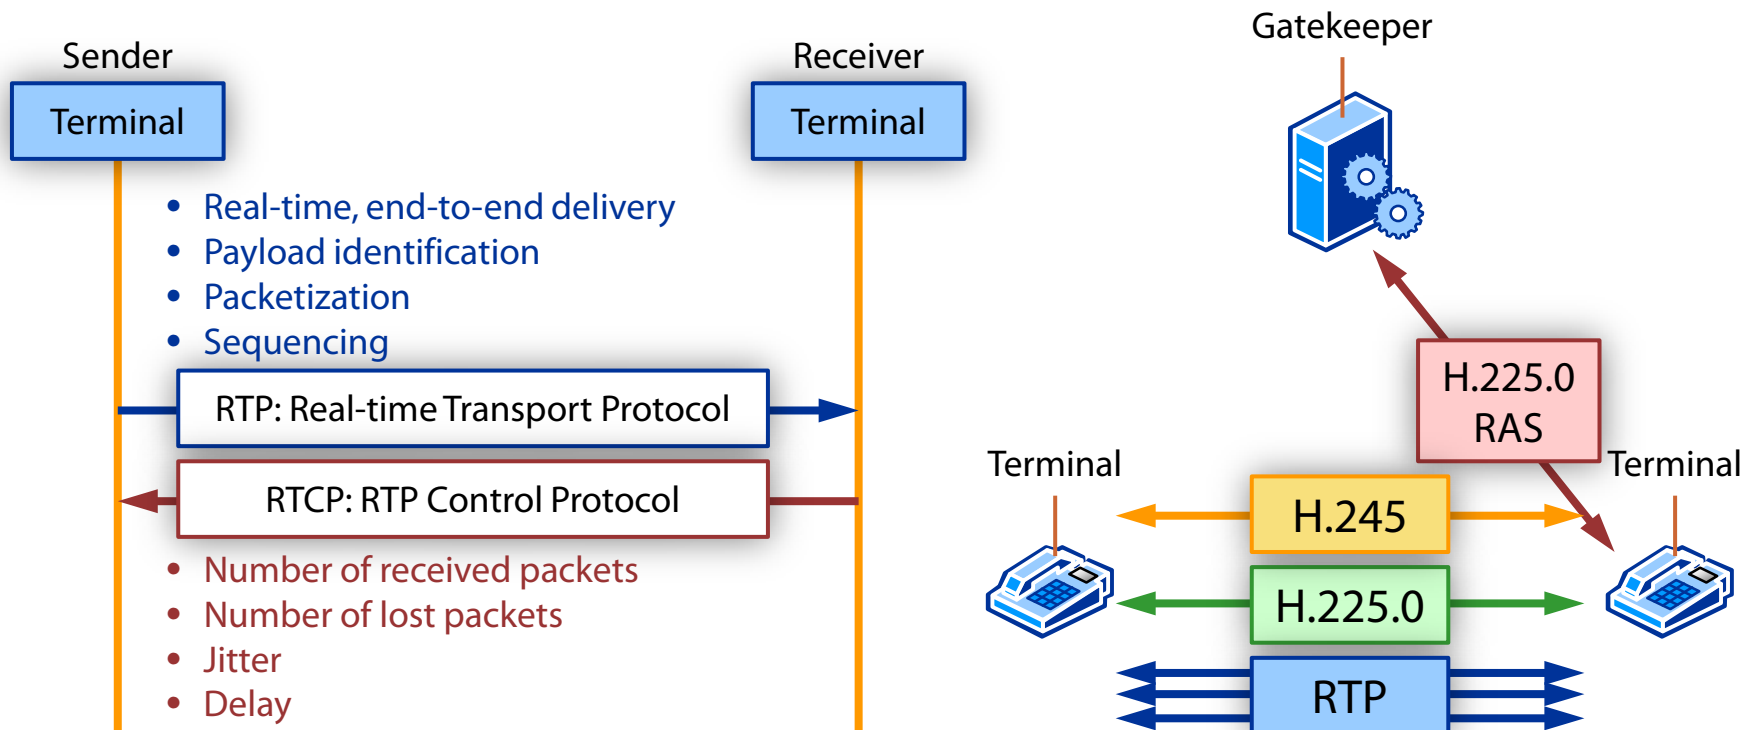 Sender
Terminal
Receiver
Terminal
• Real-time, end-to-end delivery
• Payload identification
• Packetization
• Sequencing
RTP: Real-time Transport Protocol
RTCP: RTP Control Protocol
• Number of received packets
• Number of lost packets
• Jitter
• Delay
Gatekeeper
H.225.0
RAS
Terminal
Terminal
H.245
H.225.0
RTP